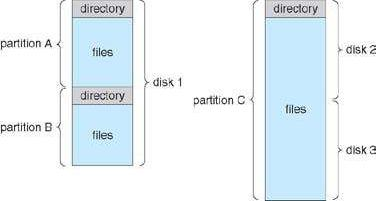 directory
partition A
files
disk 1
directory
partition B
files
directory
disk 2
partition C
files
disk 3